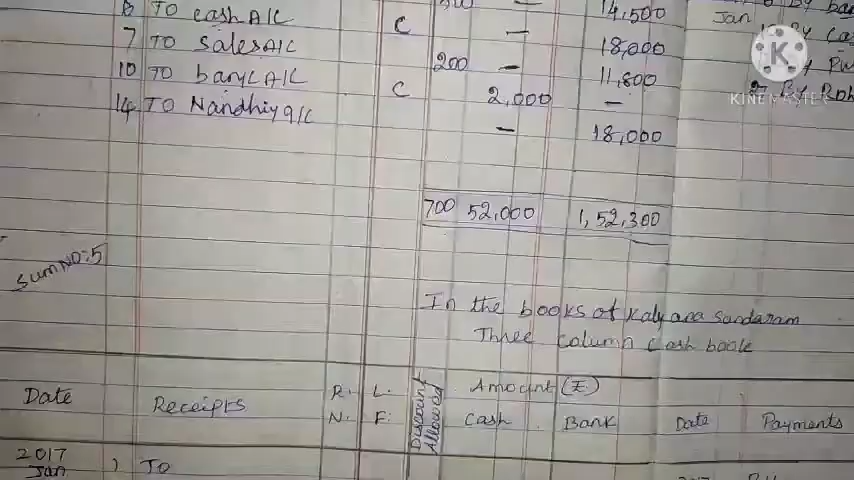 8 TO cash A/C C — 14,500
7 TO sales A/C — 18,000
10 TO bank A/C 200 — 11,800
14 TO Nandhiy a/c C 2,000 —
— 18,000
Jan
KINEMASTER
700 52,000 1,52,300
Sum NO:5
In the books of Kalyana Sundaram
Three column cash book
Date Receipts R. N. L. F. Discount Allowed Amount (₹) Cash Bank Date Payments
2017
Jan 1 To